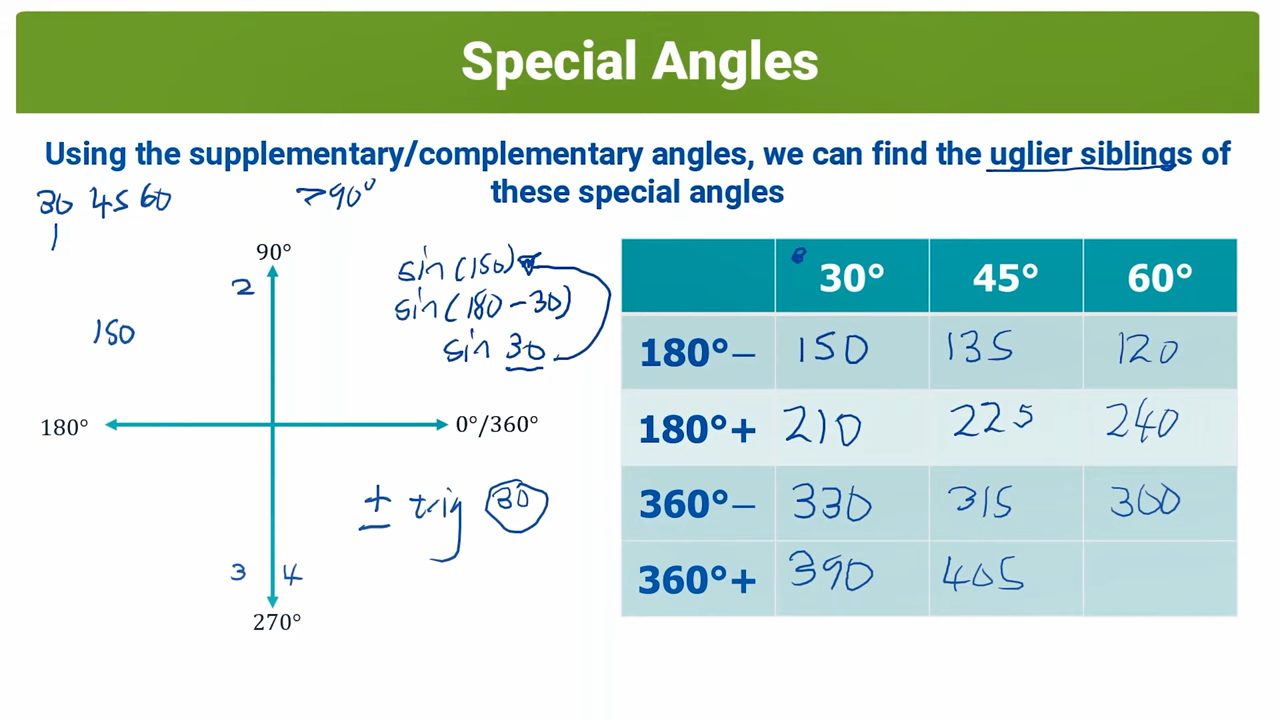 Special Angles
Using the supplementary/complementary angles, we can find the uglier siblings of
these special angles
30 45 60
>90°
1
90°
2
150
180°
0°/360°
3
4
270°
sin(150)
sin(180-30)
sin 30
± trig 30
θ 30° 45° 60°
180°− 150 135 120
180°+ 210 225 240
360°− 330 315 300
360°+ 390 405